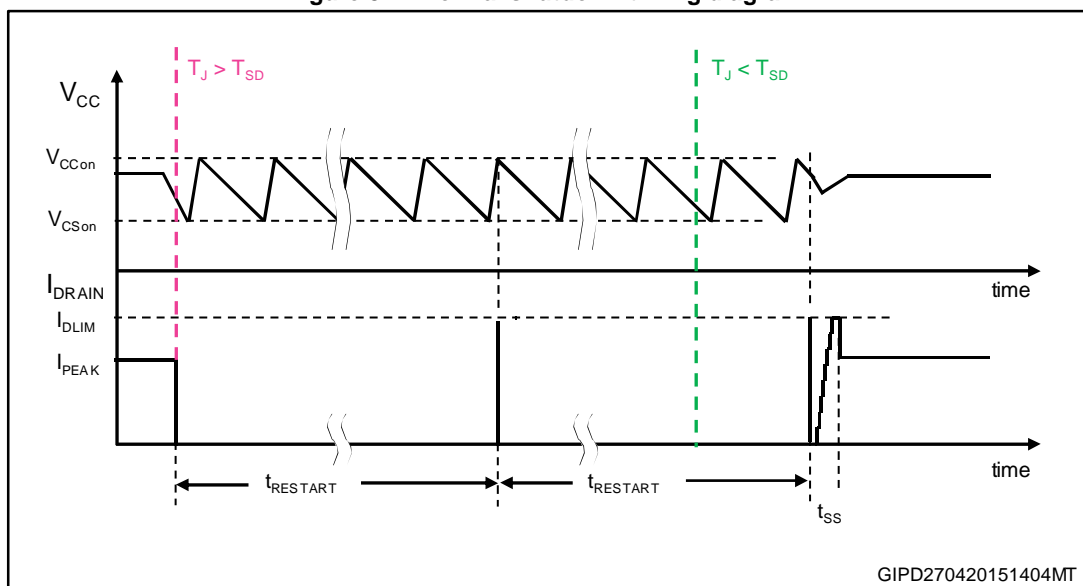 T_J > T_SD
T_J < T_SD
V_CC
V_CCon
V_CSon
I_DRAIN
time
I_DLIM
I_PEAK
time
t_RESTART
t_RESTART
t_SS
GIPD270420151404MT